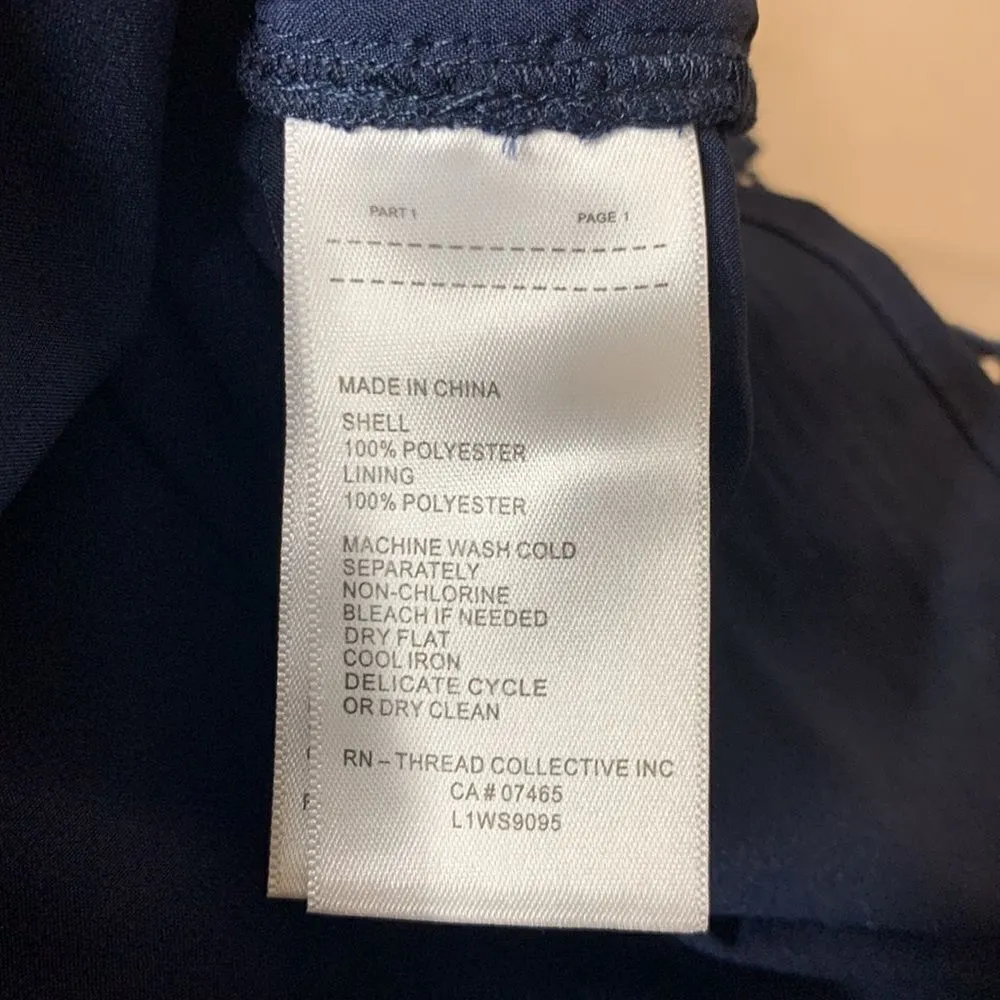 PART 1 PAGE 1
MADE IN CHINA
SHELL
100% POLYESTER
LINING
100% POLYESTER
MACHINE WASH COLD
SEPARATELY
NON-CHLORINE
BLEACH IF NEEDED
DRY FLAT
COOL IRON
DELICATE CYCLE
OR DRY CLEAN
RN – THREAD COLLECTIVE INC
CA # 07465
L1WS9095